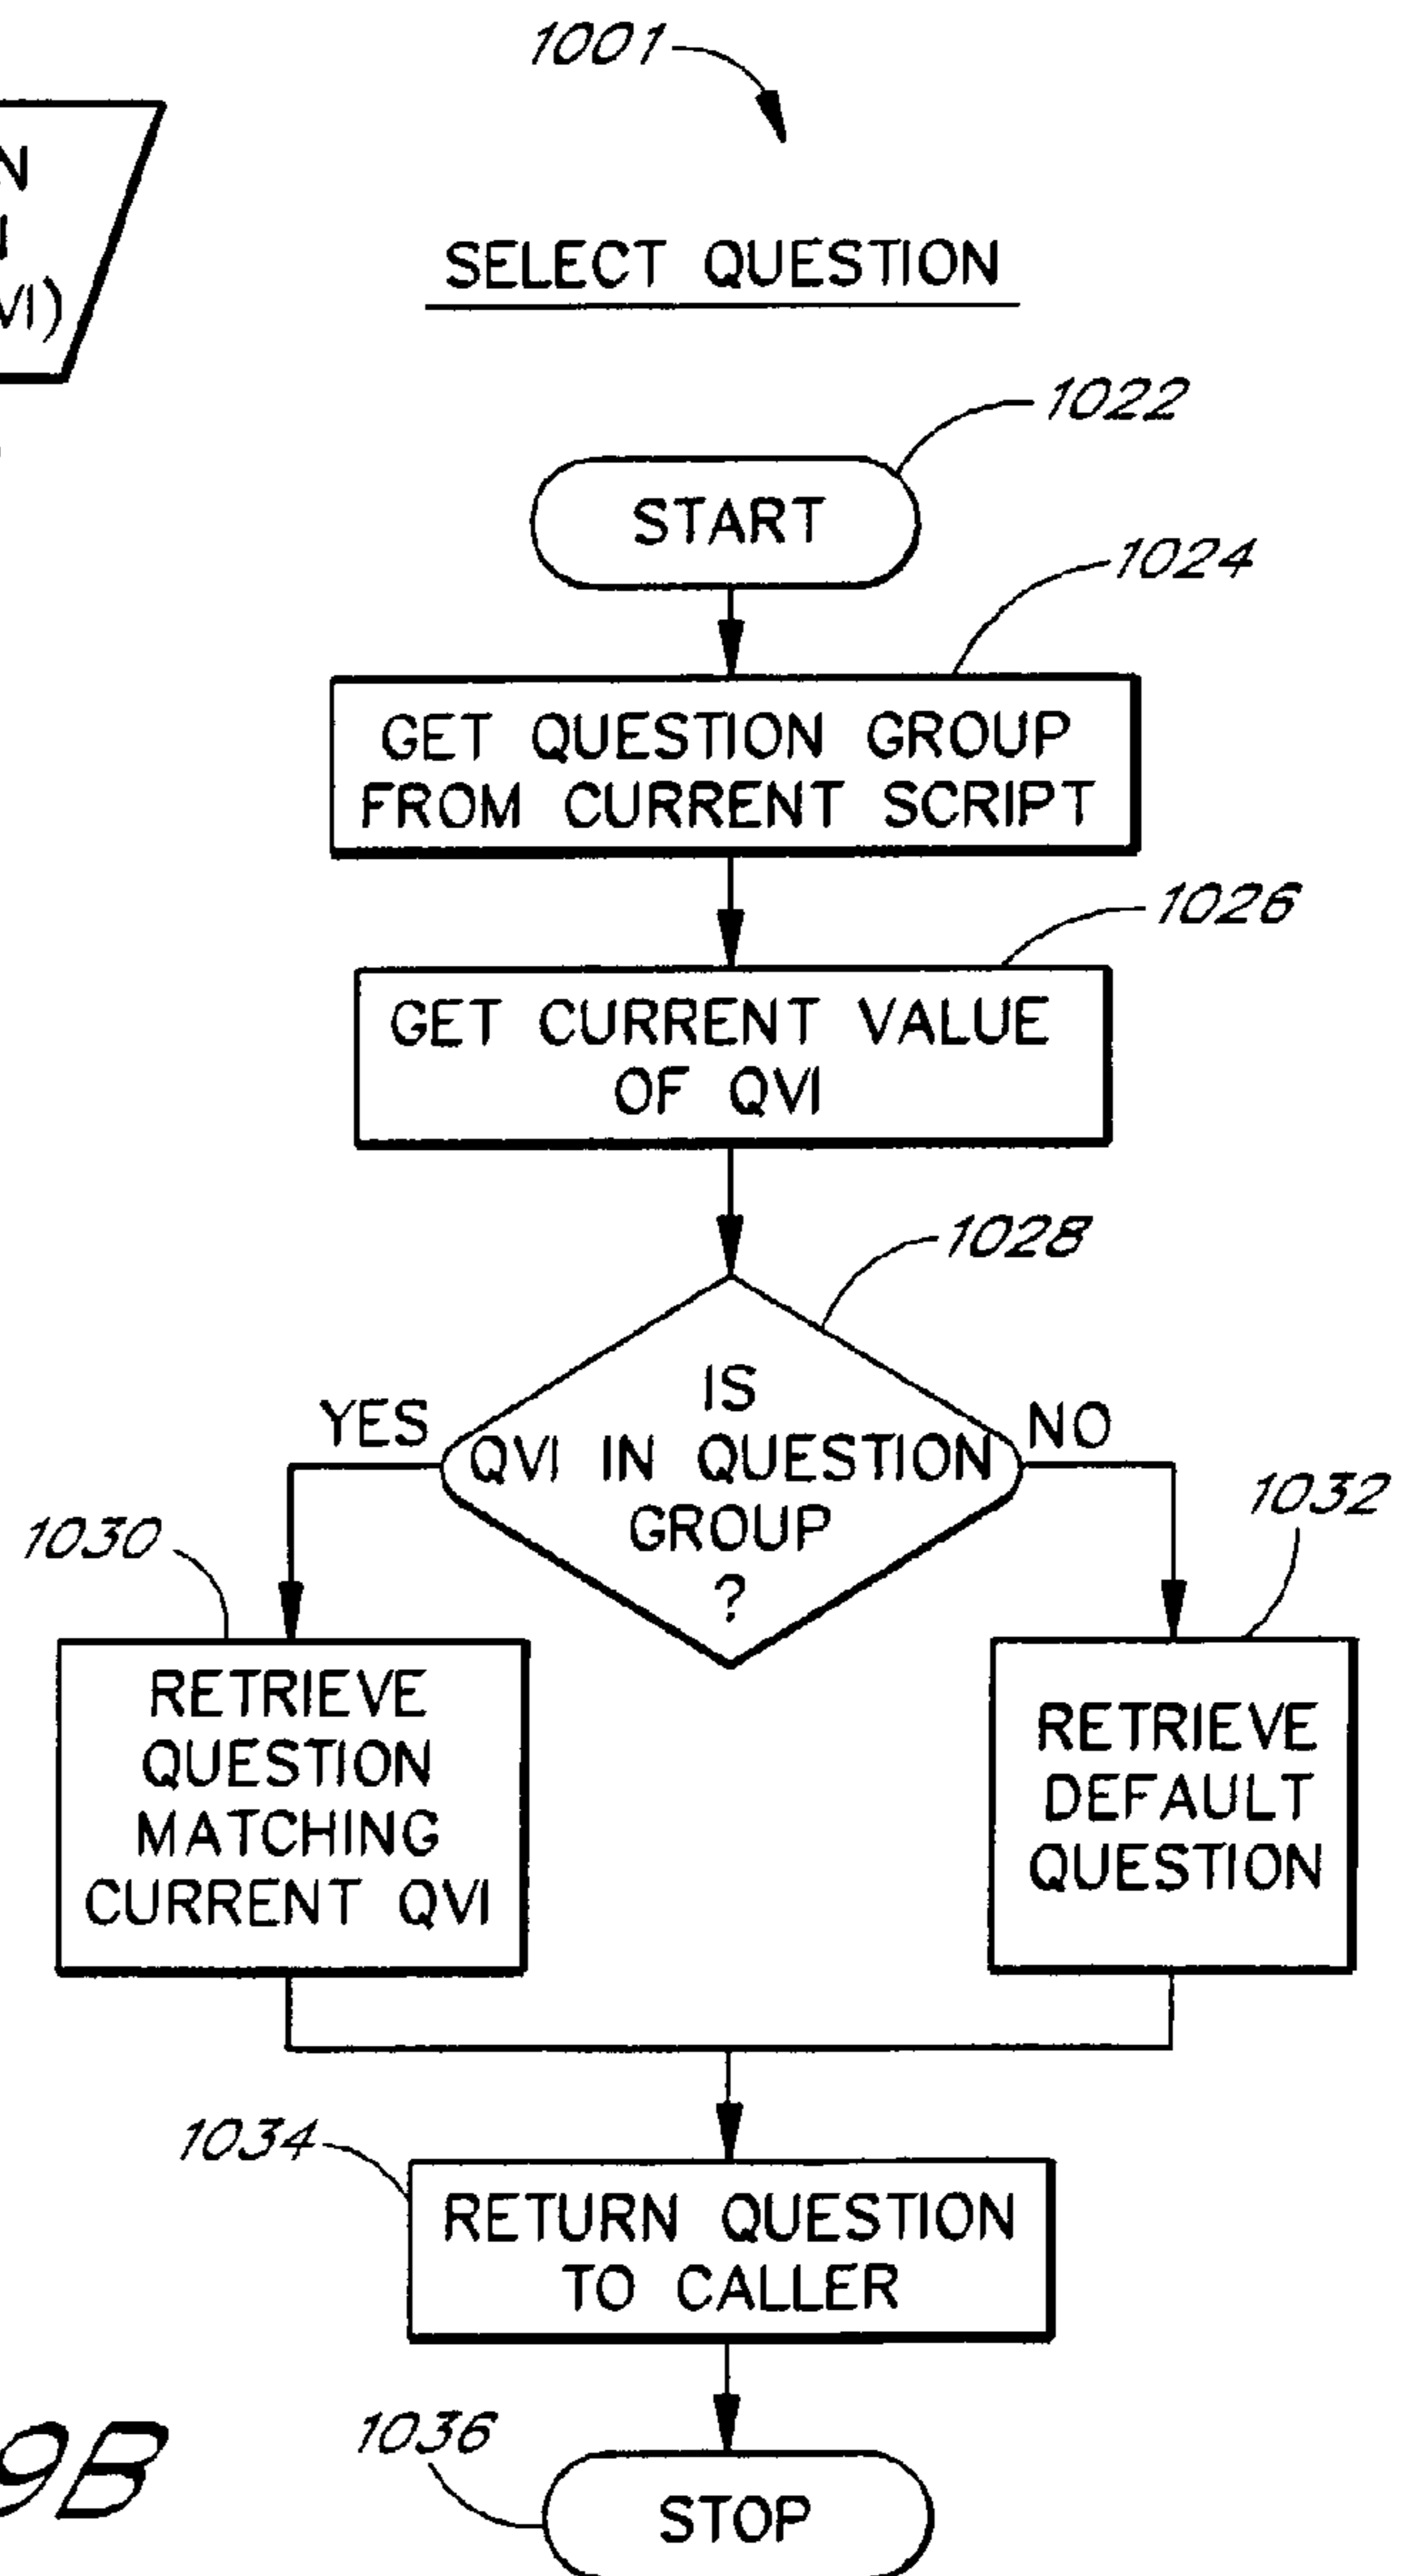 1001
N
VI)
SELECT QUESTION
1022
START
1024
GET QUESTION GROUP
FROM CURRENT SCRIPT
1026
GET CURRENT VALUE
OF QVI
1028
IS
QVI IN QUESTION
GROUP
?
YES
NO
1030
1032
RETRIEVE
QUESTION
MATCHING
CURRENT QVI
RETRIEVE
DEFAULT
QUESTION
1034
RETURN QUESTION
TO CALLER
1036
STOP
9B